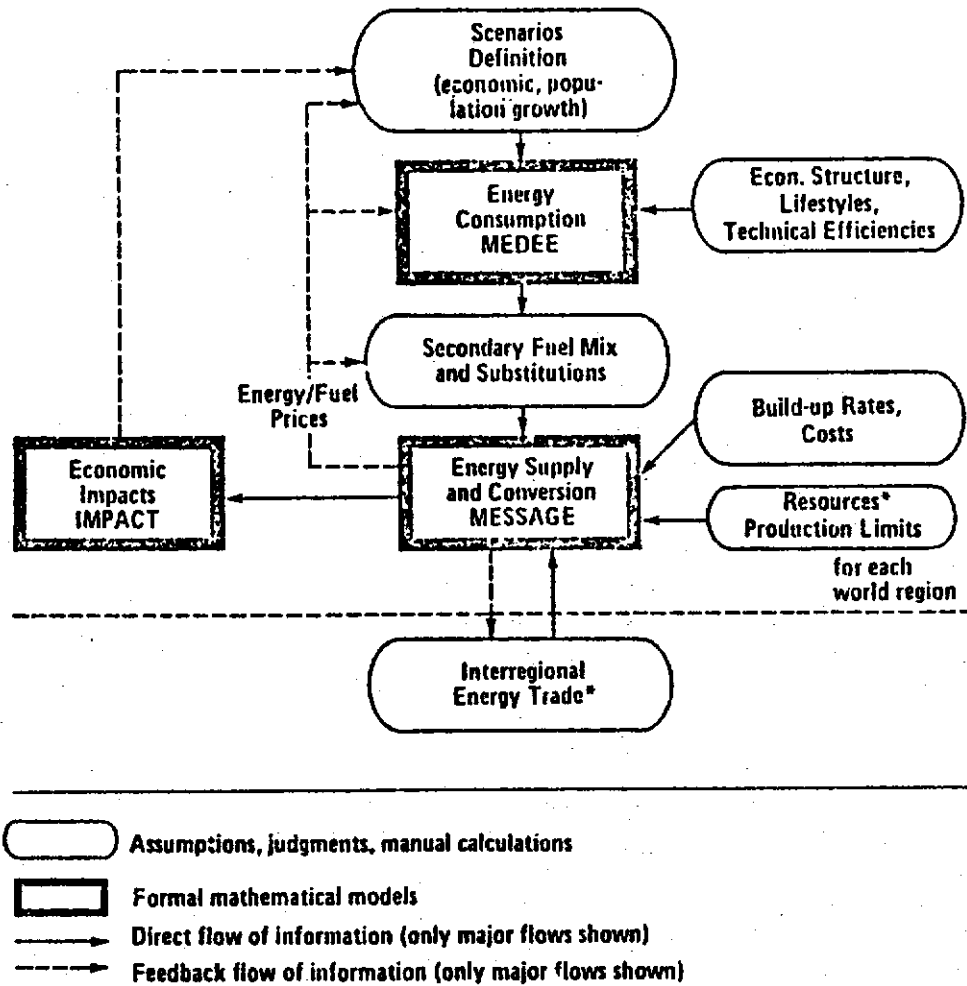 Scenarios
Definition
(economic, popu-
lation growth)
Energy
Consumption
MEDEE
Econ. Structure,
Lifestyles,
Technical Efficiencies
Secondary Fuel Mix
and Substitutions
Energy/Fuel
Prices
Build-up Rates,
Costs
Economic
Impacts
IMPACT
Energy Supply
and Conversion
MESSAGE
Resources*
Production Limits
for each
world region
Interregional
Energy Trade*
Assumptions, judgments, manual calculations
Formal mathematical models
Direct flow of information (only major flows shown)
Feedback flow of information (only major flows shown)